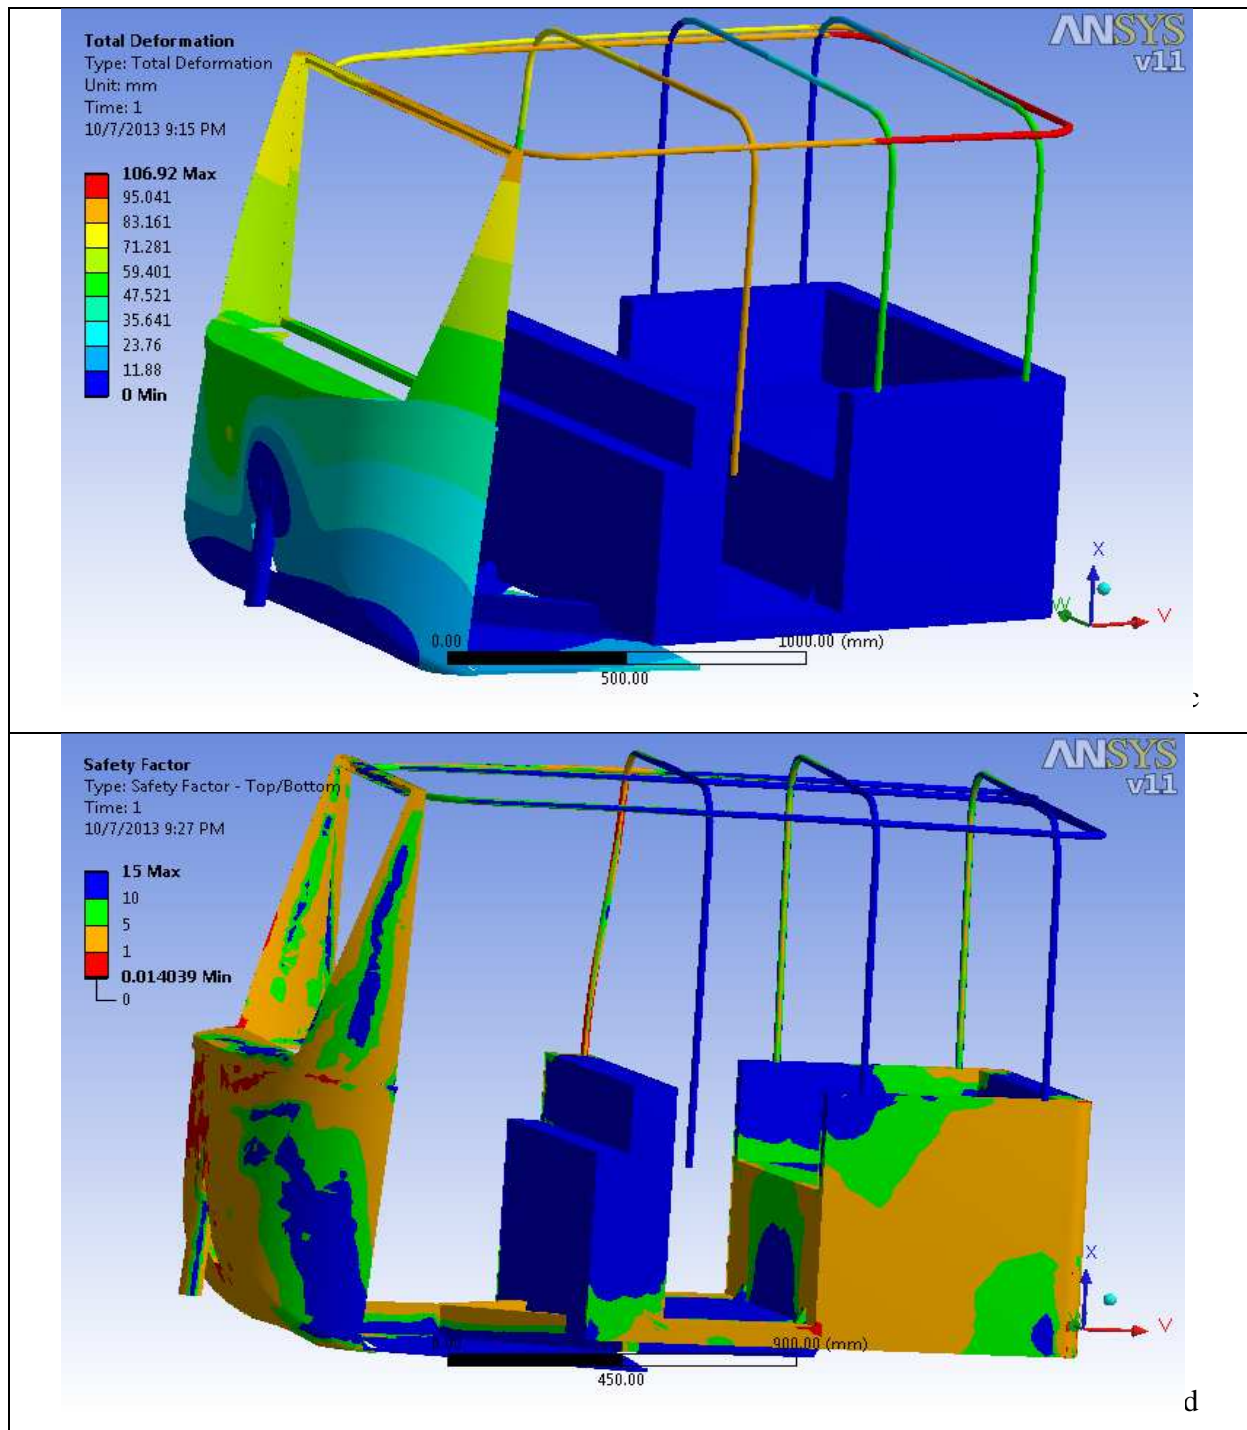 Total Deformation
Type: Total Deformation
Unit: mm
Time: 1
10/7/2013 9:15 PM
ANSYS
v11
106.92 Max
95.041
83.161
71.281
59.401
47.521
35.641
23.76
11.88
0 Min
X
Y
0.00
1000.00 (mm)
500.00
c
Safety Factor
Type: Safety Factor - Top/Bottom
Time: 1
10/7/2013 9:27 PM
ANSYS
v11
15 Max
10
5
1
0.014039 Min
0
X
Y
900.00 (mm)
450.00
d